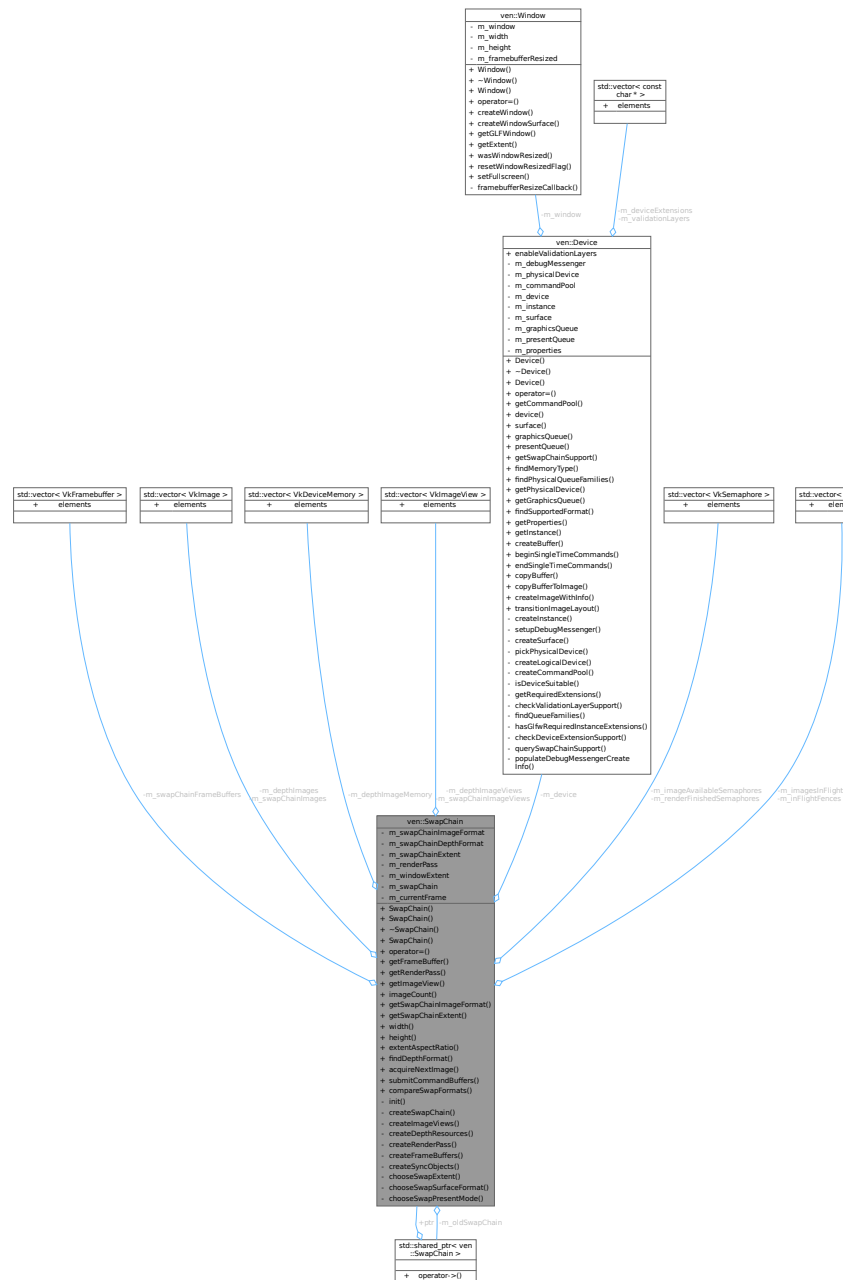 ven::Window
- m_window
- m_width
- m_height
- m_framebufferResized
+ Window()
+ ~Window()
+ Window()
+ operator=()
+ createWindow()
+ createWindowSurface()
+ getGLFWindow()
+ getExtent()
+ wasWindowResized()
+ resetWindowResizedFlag()
+ setFullscreen()
- framebufferResizeCallback()
std::vector< const
char * >
+ elements
-m_window
-m_deviceExtensions
-m_validationLayers
ven::Device
+ enableValidationLayers
- m_debugMessenger
- m_physicalDevice
- m_commandPool
- m_device
- m_instance
- m_surface
- m_graphicsQueue
- m_presentQueue
- m_properties
+ Device()
+ ~Device()
+ Device()
+ operator=()
+ getCommandPool()
+ device()
+ surface()
+ graphicsQueue()
+ presentQueue()
+ getSwapChainSupport()
+ findMemoryType()
+ findPhysicalQueueFamilies()
+ getPhysicalDevice()
+ getGraphicsQueue()
+ findSupportedFormat()
+ getProperties()
+ getInstance()
+ createBuffer()
+ beginSingleTimeCommands()
+ endSingleTimeCommands()
+ copyBuffer()
+ copyBufferToImage()
+ createImageWithInfo()
+ transitionImageLayout()
- createInstance()
- setupDebugMessenger()
- createSurface()
- pickPhysicalDevice()
- createLogicalDevice()
- createCommandPool()
- isDeviceSuitable()
- getRequiredExtensions()
- checkValidationLayerSupport()
- findQueueFamilies()
- hasGlfwRequiredInstanceExtensions()
- checkDeviceExtensionSupport()
- querySwapChainSupport()
- populateDebugMessengerCreate
Info()
std::vector< VkFramebuffer >
+ elements
std::vector< VkImage >
+ elements
std::vector< VkDeviceMemory >
+ elements
std::vector< VkImageView >
+ elements
std::vector< VkSemaphore >
+ elements
std::vector<
+ elem
-m_swapChainFrameBuffers
-m_depthImages
-m_swapChainImages
-m_depthImageMemory
-m_depthImageViews
-m_swapChainImageViews
-m_device
-m_imageAvailableSemaphores
-m_renderFinishedSemaphores
-m_imagesInFlight
-m_inFlightFences
ven::SwapChain
- m_swapChainImageFormat
- m_swapChainDepthFormat
- m_swapChainExtent
- m_renderPass
- m_windowExtent
- m_swapChain
- m_currentFrame
+ SwapChain()
+ SwapChain()
+ ~SwapChain()
+ SwapChain()
+ operator=()
+ getFrameBuffer()
+ getRenderPass()
+ getImageView()
+ imageCount()
+ getSwapChainImageFormat()
+ getSwapChainExtent()
+ width()
+ height()
+ extentAspectRatio()
+ findDepthFormat()
+ acquireNextImage()
+ submitCommandBuffers()
+ compareSwapFormats()
- init()
- createSwapChain()
- createImageViews()
- createDepthResources()
- createRenderPass()
- createFrameBuffers()
- createSyncObjects()
- chooseSwapExtent()
- chooseSwapSurfaceFormat()
- chooseSwapPresentMode()
+ptr
-m_oldSwapChain
std::shared_ptr< ven
::SwapChain >
+ operator->()